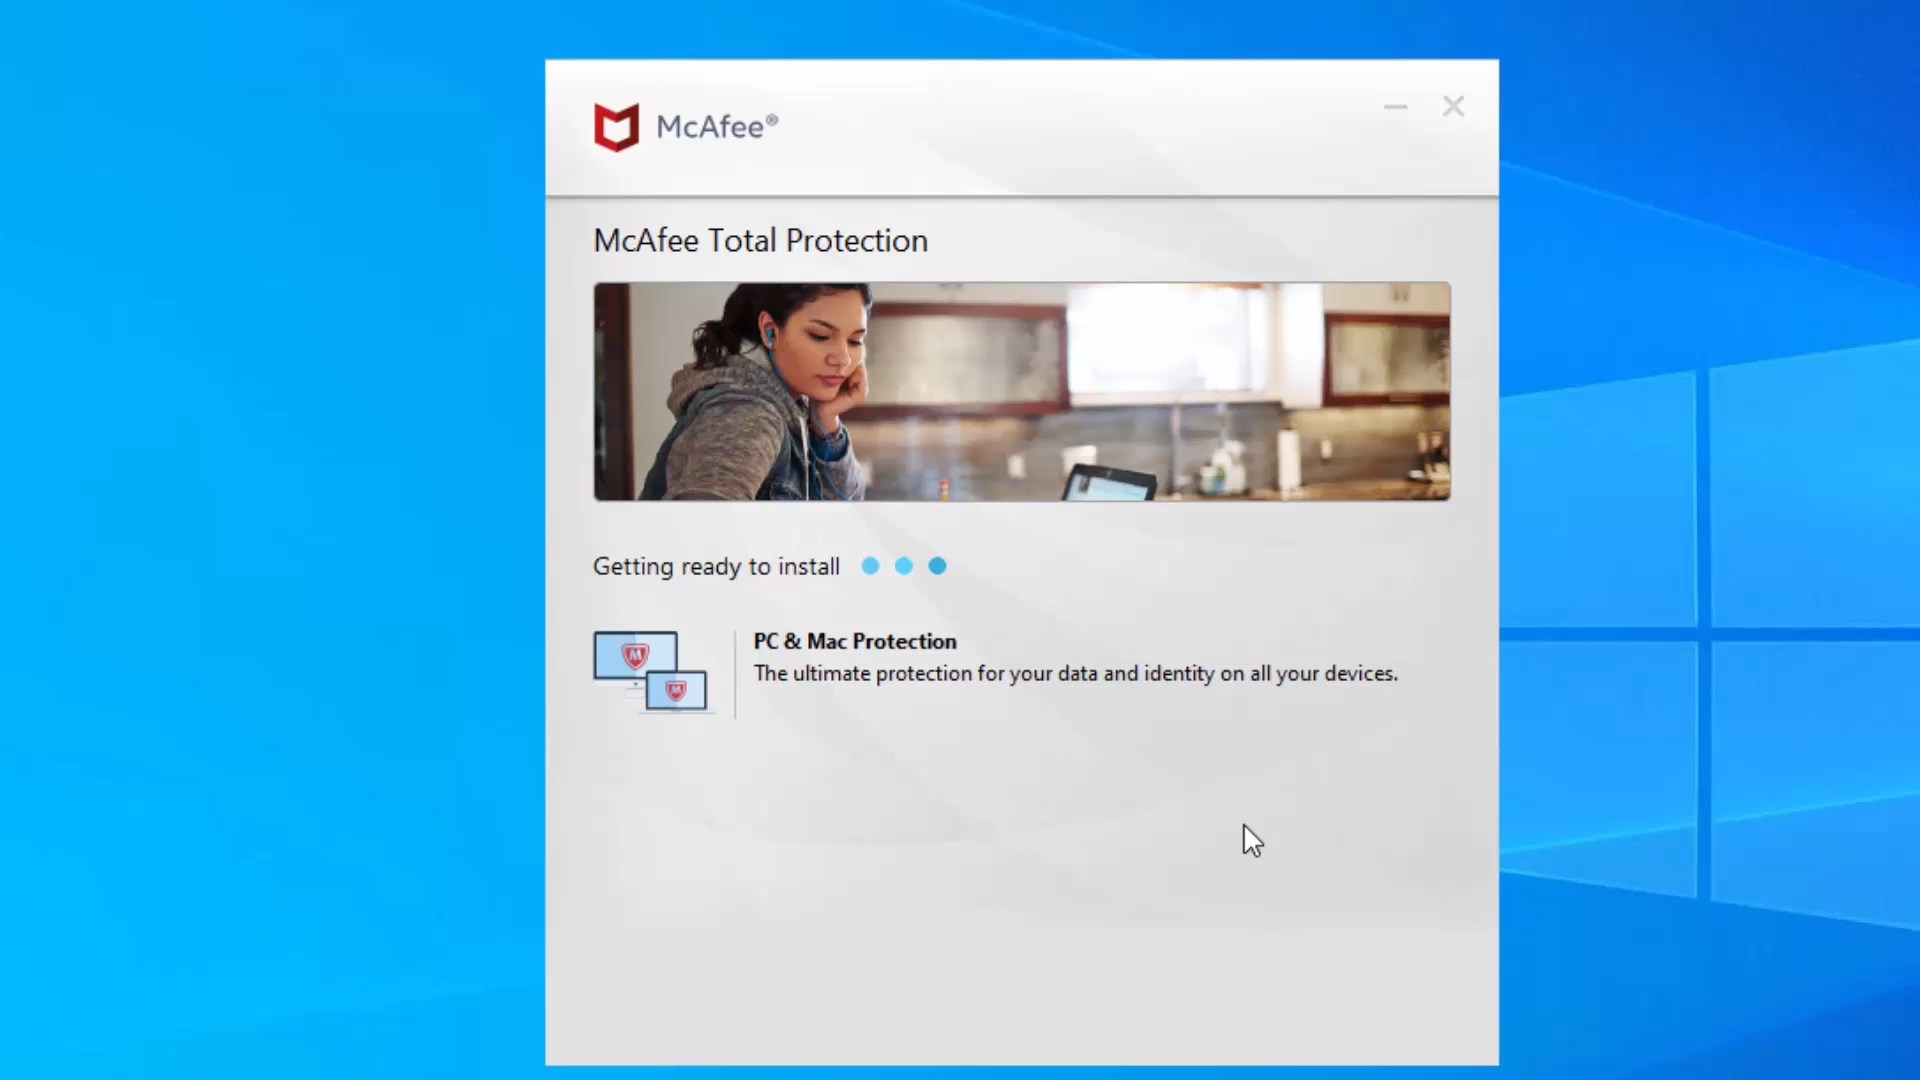 McAfee®
McAfee Total Protection
Getting ready to install
PC & Mac Protection
The ultimate protection for your data and identity on all your devices.